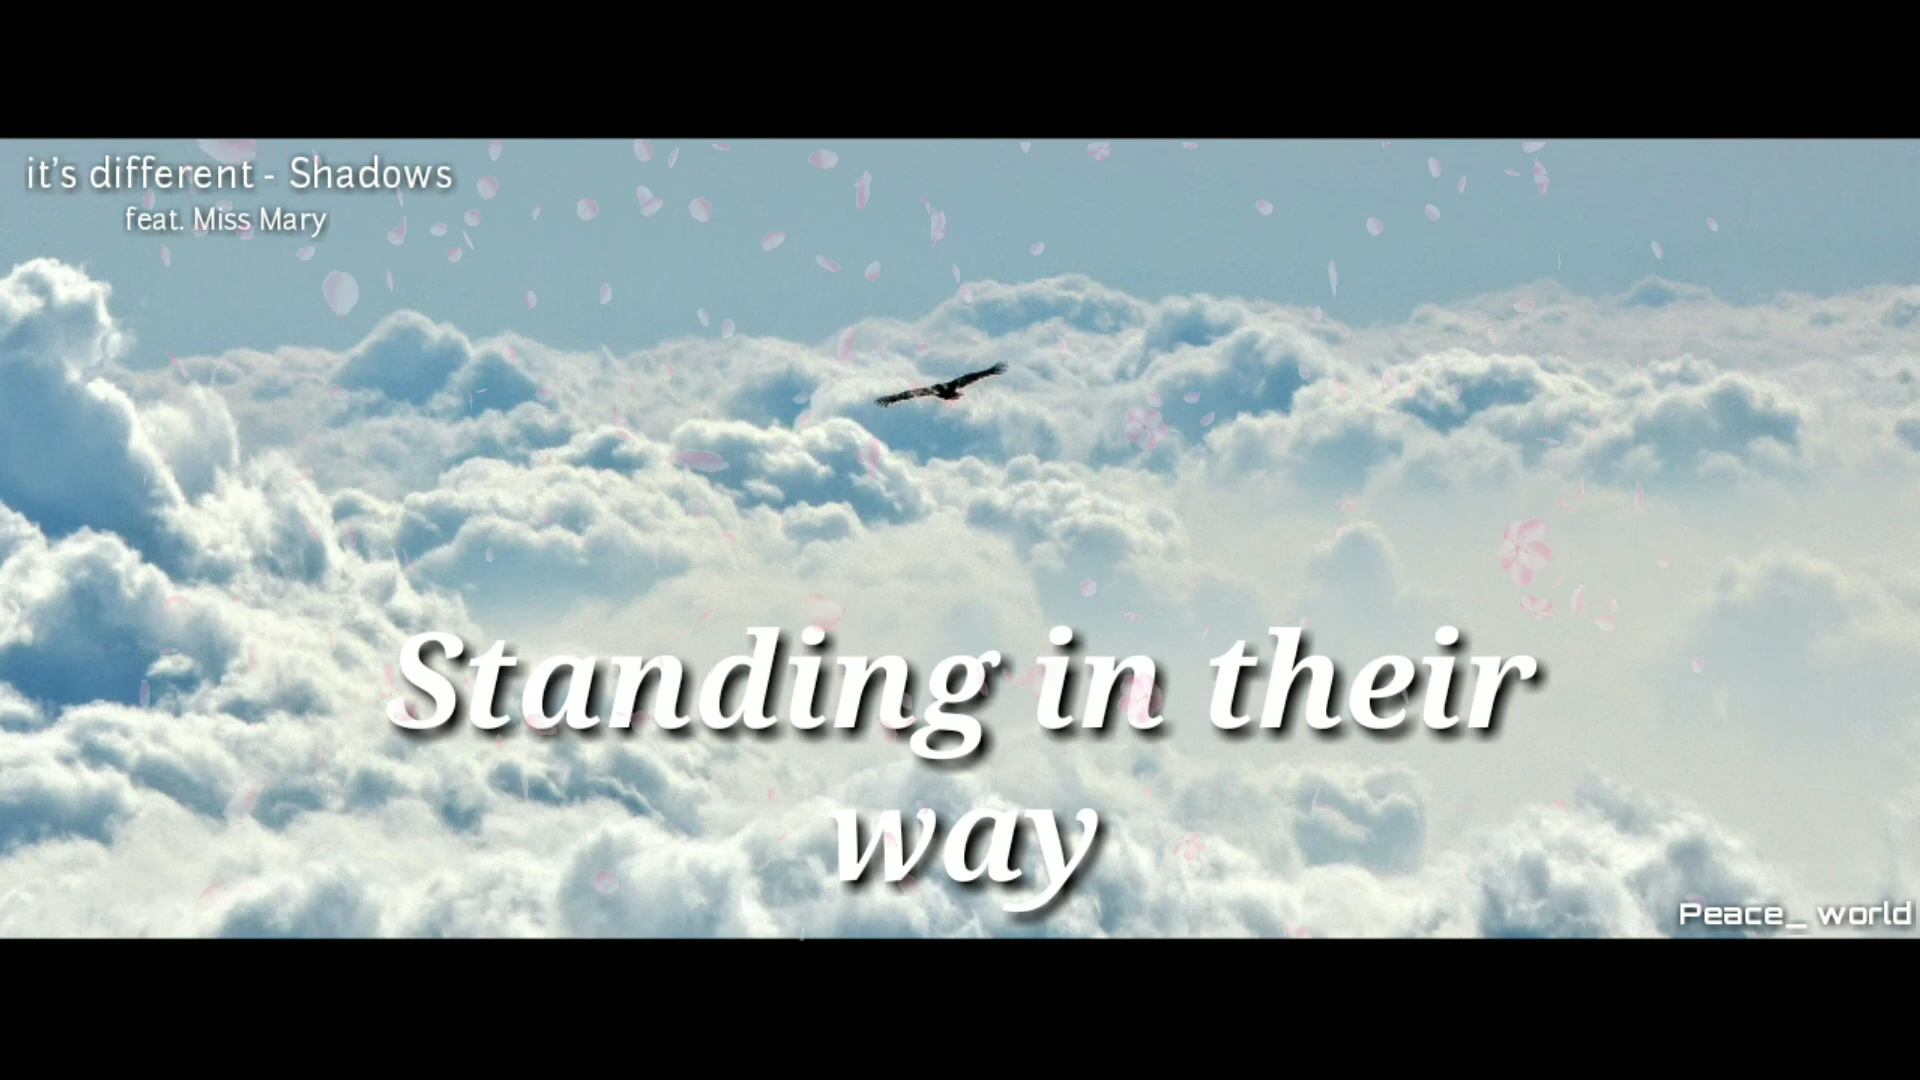 it's different - Shadows
feat. Miss Mary
Standing in their
way
Peace_ world